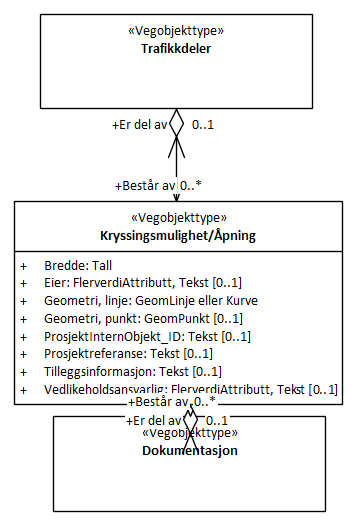 «Vegobjekttype»
Trafikkdeler
+Er del av 0..1
+Består av 0..*
«Vegobjekttype»
Kryssingsmulighet/Åpning
+ Bredde: Tall
+ Eier: FlerverdiAttributt, Tekst [0..1]
+ Geometri, linje: GeomLinje eller Kurve
+ Geometri, punkt: GeomPunkt [0..1]
+ ProsjektInternObjekt_ID: Tekst [0..1]
+ Prosjektreferanse: Tekst [0..1]
+ Tilleggsinformasjon: Tekst [0..1]
+ Vedlikeholdsansvarlig: FlerverdiAttributt, Tekst [0..1]
+Består av 0..*
+Er del av 0..1
«Vegobjekttype»
Dokumentasjon